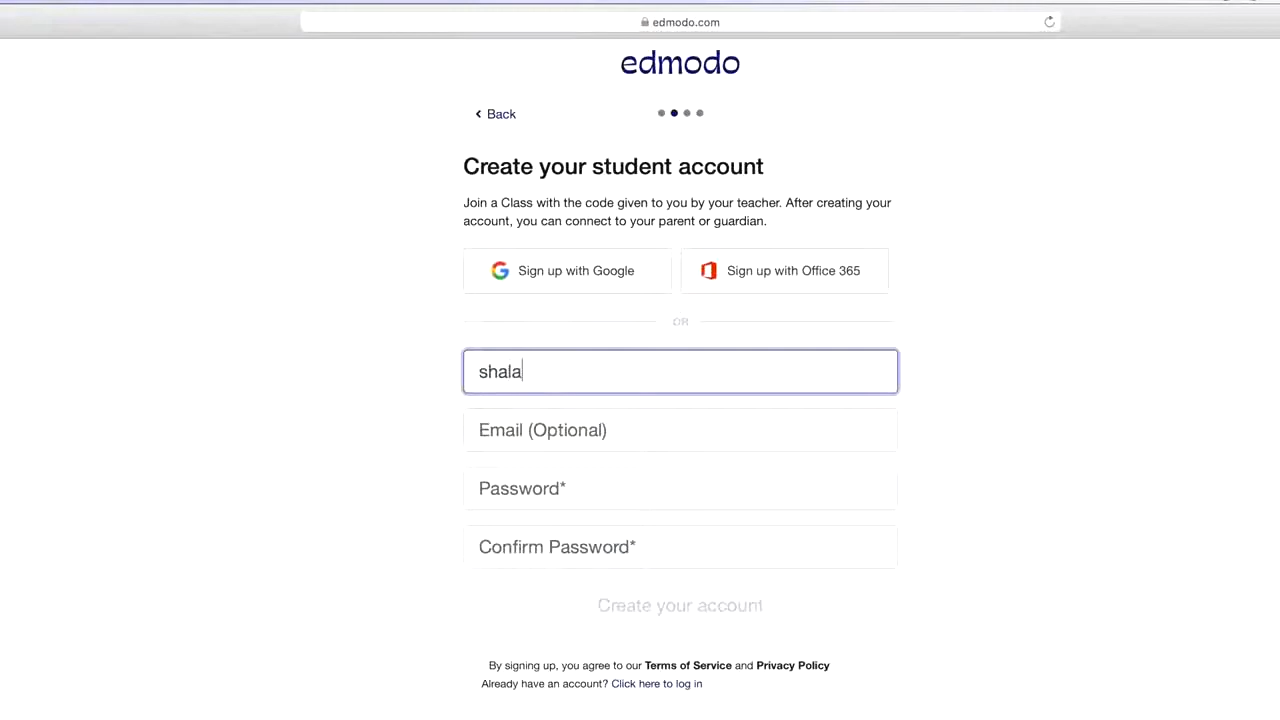 edmodo.com
edmodo
Back
Create your student account
Join a Class with the code given to you by your teacher. After creating your
account, you can connect to your parent or guardian.
Sign up with Google
Sign up with Office 365
OR
shala
Email (Optional)
Password*
Confirm Password*
Create your account
By signing up, you agree to our Terms of Service and Privacy Policy
Already have an account? Click here to log in